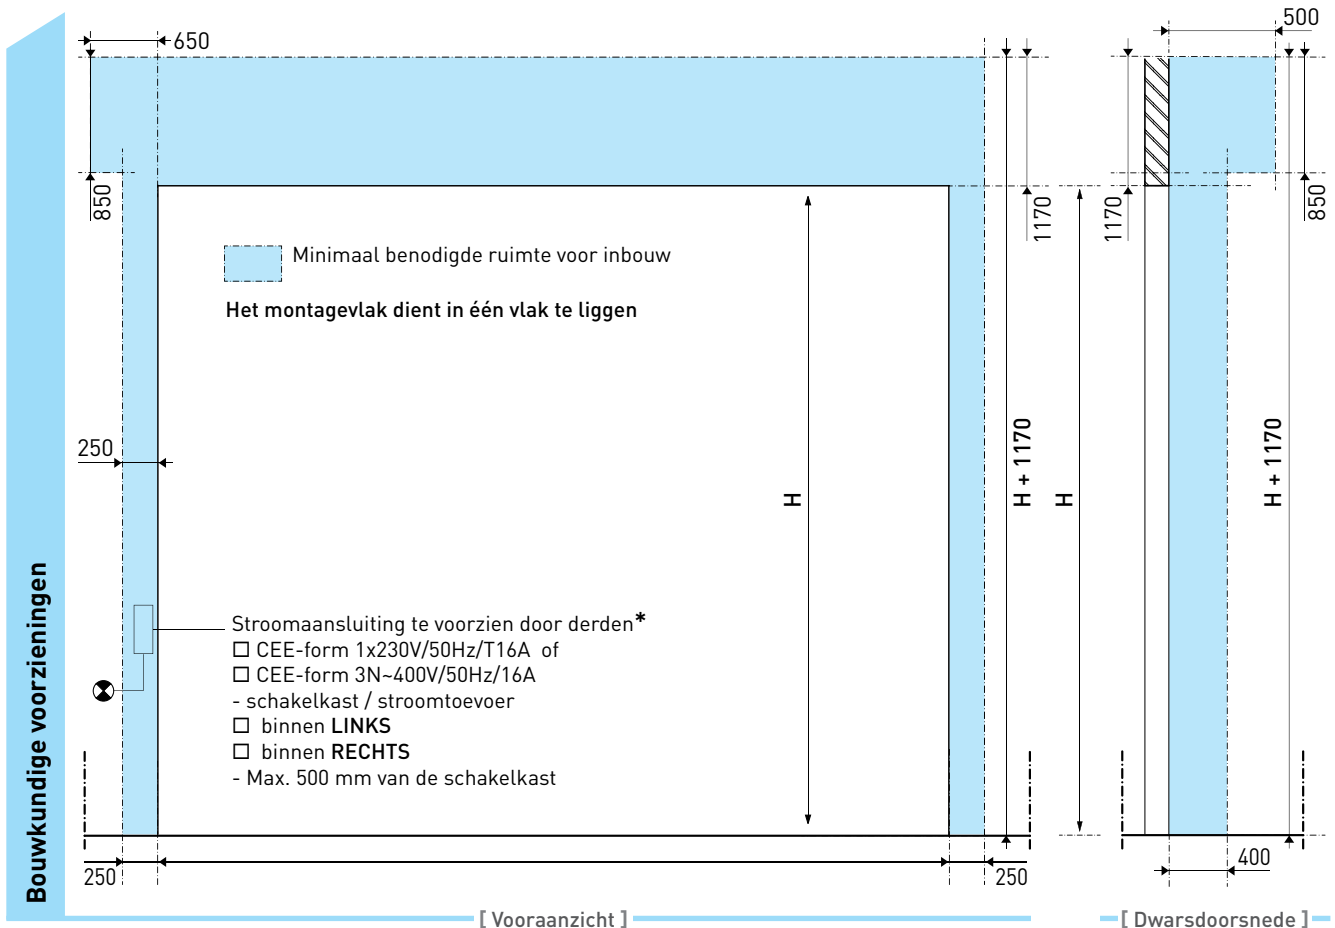 Bouwkundige voorzieningen
650
850
1170
250
Minimaal benodigde ruimte voor inbouw
Het montagevlak dient in één vlak te liggen
H
H + 1170
Stroomaansluiting te voorzien door derden*
☐ CEE-form 1x230V/50Hz/T16A of
☐ CEE-form 3N~400V/50Hz/16A
- schakelkast / stroomtoevoer
☐ binnen LINKS
☐ binnen RECHTS
- Max. 500 mm van de schakelkast
250
250
[ Vooraanzicht ]
500
1170
850
H
H + 1170
400
[ Dwarsdoorsnede ]